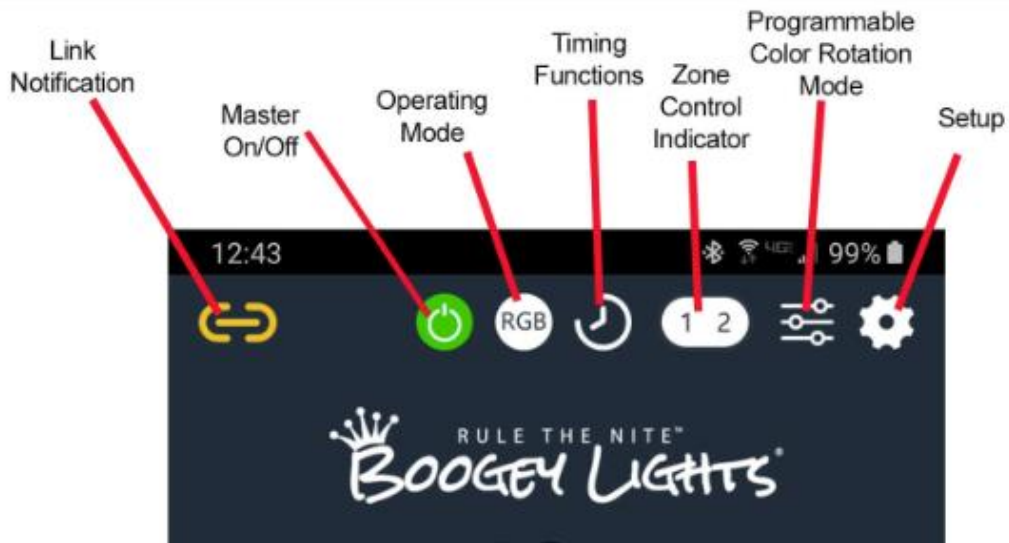 Link
Notification
Master
On/Off
Operating
Mode
Timing
Functions
Zone
Control
Indicator
Programmable
Color Rotation
Mode
Setup
12:43
4GE
99%
RGB
1 2
RULE THE NITE™
BOOGEY LIGHTS®